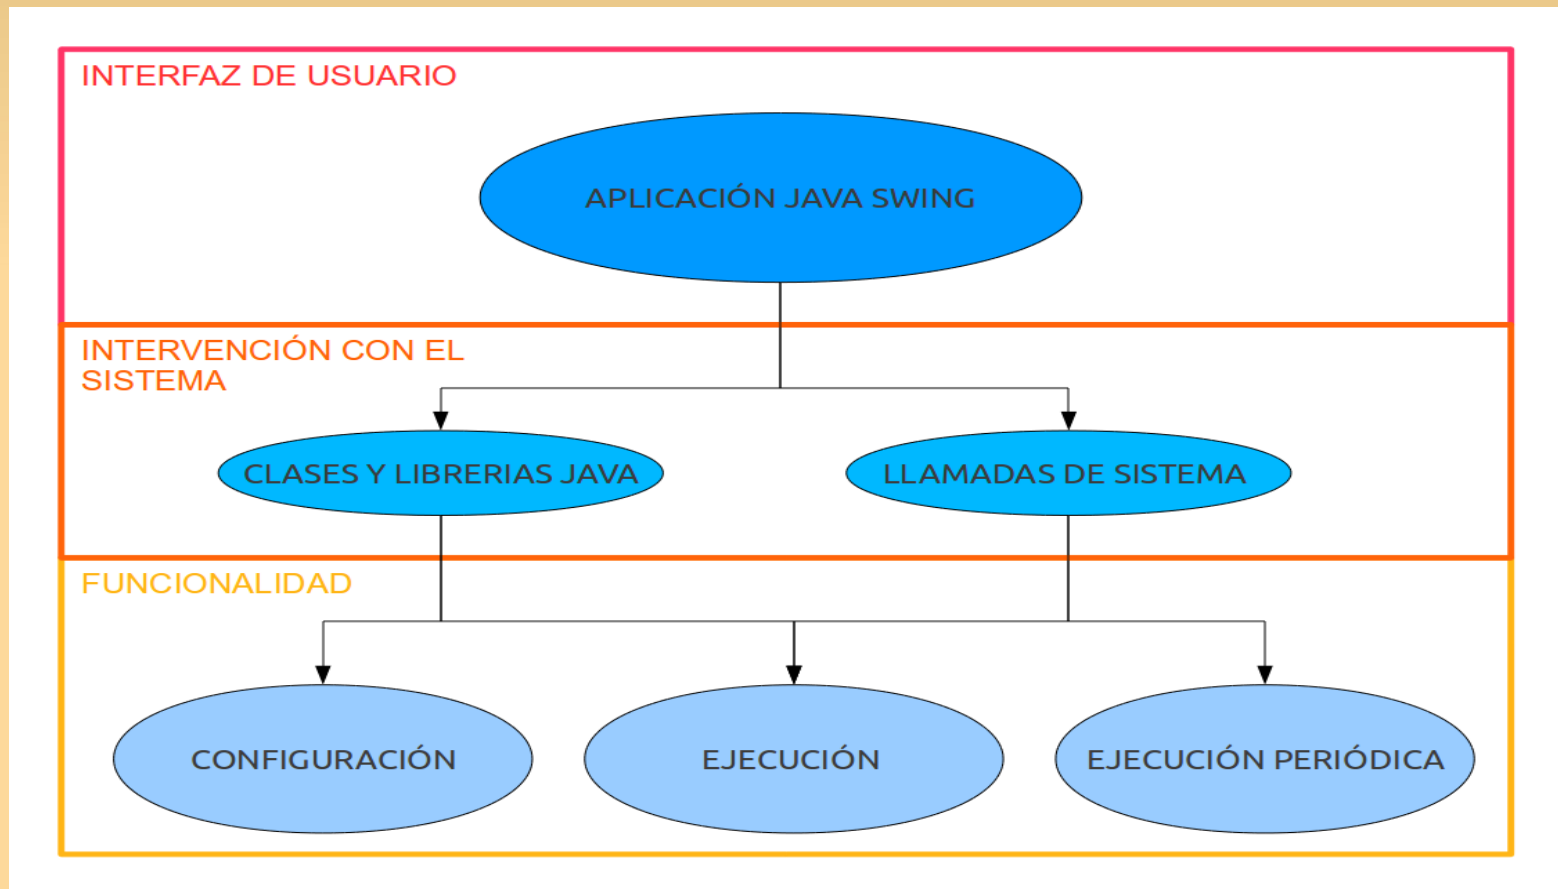 INTERFAZ DE USUARIO
APLICACIÓN JAVA SWING
INTERVENCIÓN CON EL
SISTEMA
CLASES Y LIBRERIAS JAVA
LLAMADAS DE SISTEMA
FUNCIONALIDAD
CONFIGURACIÓN
EJECUCIÓN
EJECUCIÓN PERIÓDICA